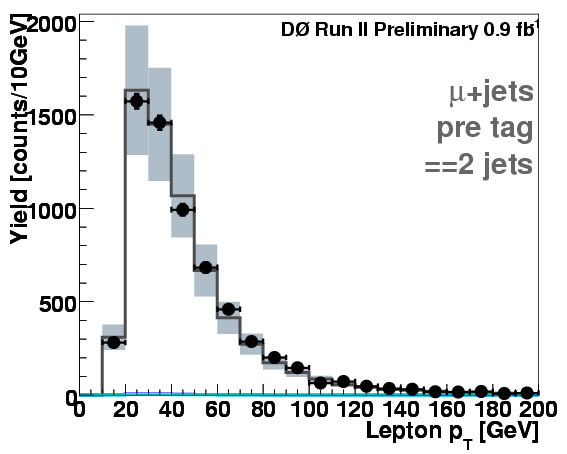 DØ Run II Preliminary 0.9 fb⁻¹
μ+jets
pre tag
==2 jets
Yield [counts/10GeV]
2000
1500
1000
500
0
0 20 40 60 80 100 120 140 160 180 200
Lepton p_T [GeV]